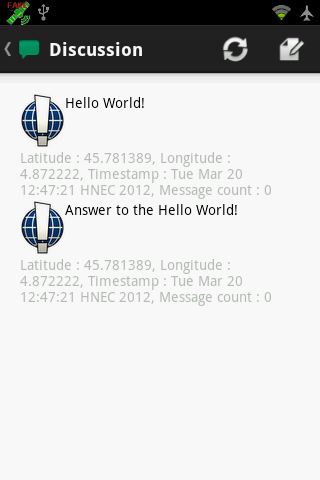 FAKE
Discussion
Hello World!
Latitude : 45.781389, Longitude :
4.872222, Timestamp : Tue Mar 20
12:47:21 HNEC 2012, Message count : 0
Answer to the Hello World!
Latitude : 45.781389, Longitude :
4.872222, Timestamp : Tue Mar 20
12:47:21 HNEC 2012, Message count : 0